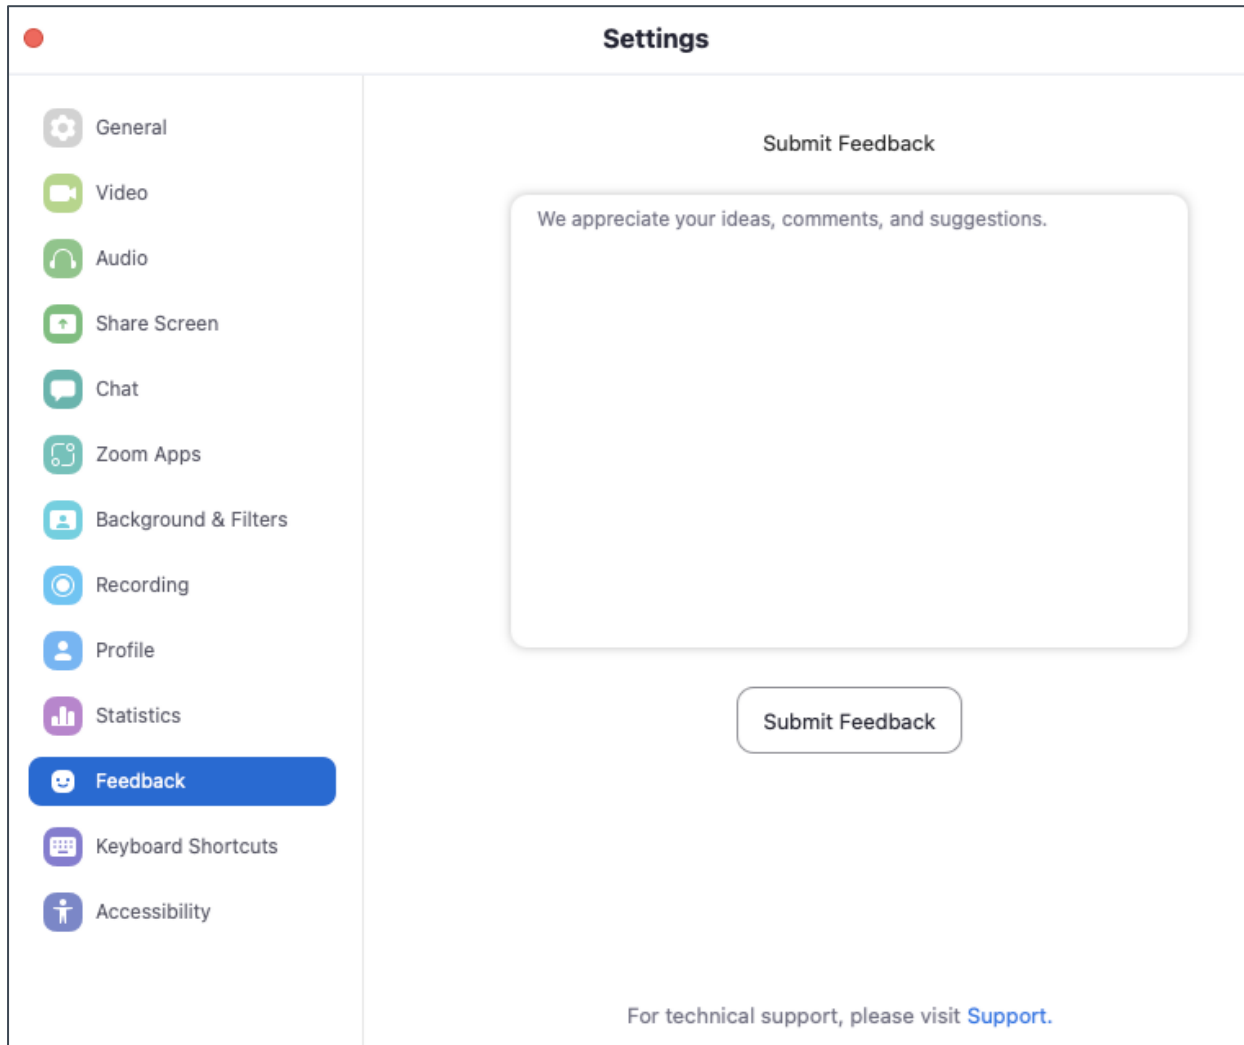 Settings
General
Video
Audio
Share Screen
Chat
Zoom Apps
Background & Filters
Recording
Profile
Statistics
Feedback
Keyboard Shortcuts
Accessibility
Submit Feedback
We appreciate your ideas, comments, and suggestions.
Submit Feedback
For technical support, please visit Support.